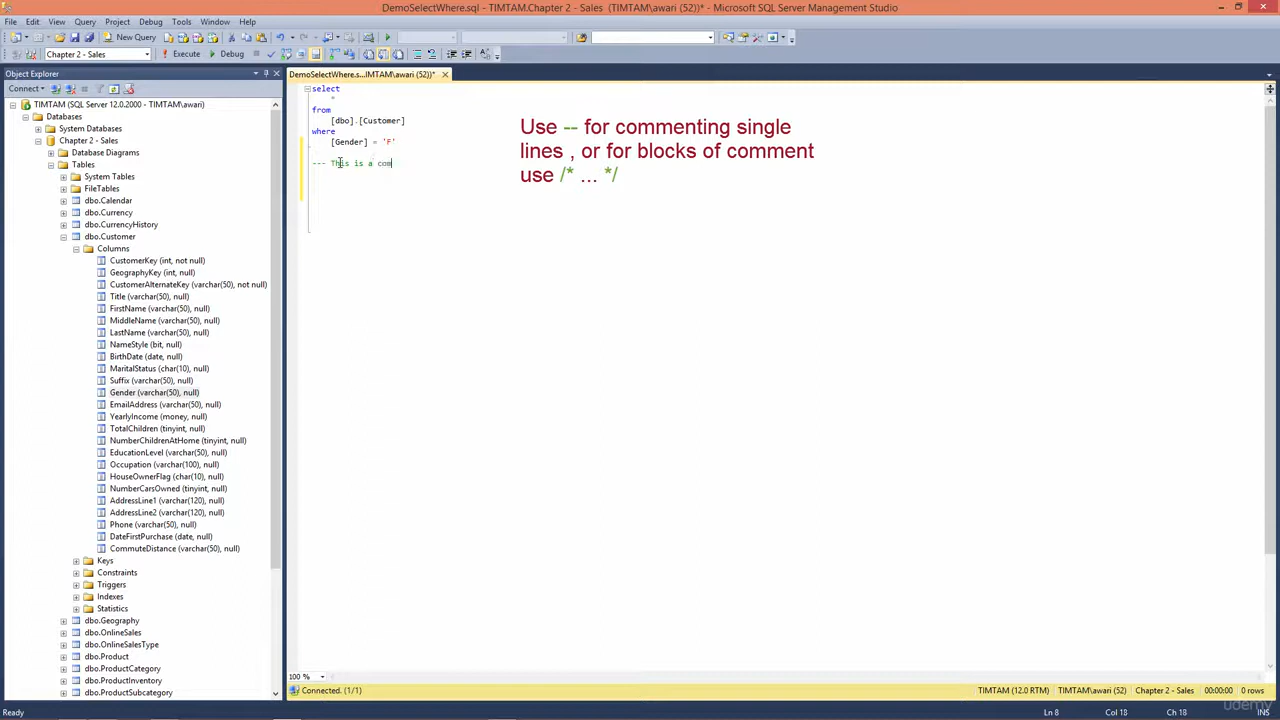 DemoSelectWhere.sql - TIMTAM.Chapter 2 - Sales (TIMTAM\awari (52))* - Microsoft SQL Server Management Studio
File Edit View Query Project Debug Tools Window Help
New Query
Chapter 2 - Sales Execute Debug
Object Explorer
Connect
TIMTAM (SQL Server 12.0.2000 - TIMTAM\awari)
Databases
System Databases
Chapter 2 - Sales
Database Diagrams
Tables
System Tables
FileTables
dbo.Calendar
dbo.Currency
dbo.CurrencyHistory
dbo.Customer
Columns
CustomerKey (int, not null)
GeographyKey (int, null)
CustomerAlternateKey (varchar(50), not null)
Title (varchar(50), null)
FirstName (varchar(50), null)
MiddleName (varchar(50), null)
LastName (varchar(50), null)
NameStyle (bit, null)
BirthDate (date, null)
MaritalStatus (char(10), null)
Suffix (varchar(50), null)
Gender (varchar(50), null)
EmailAddress (varchar(50), null)
YearlyIncome (money, null)
TotalChildren (tinyint, null)
NumberChildrenAtHome (tinyint, null)
EducationLevel (varchar(50), null)
Occupation (varchar(100), null)
HouseOwnerFlag (char(10), null)
NumberCarsOwned (tinyint, null)
AddressLine1 (varchar(120), null)
AddressLine2 (varchar(120), null)
Phone (varchar(50), null)
DateFirstPurchase (date, null)
CommuteDistance (varchar(50), null)
Keys
Constraints
Triggers
Indexes
Statistics
dbo.Geography
dbo.OnlineSales
dbo.OnlineSalesType
dbo.Product
dbo.ProductCategory
dbo.ProductInventory
dbo.ProductSubcategory
DemoSelectWhere.s...IMTAM\awari (52))*
select
*
from
[dbo].[Customer]
where
[Gender] = 'F'
--- This is a com
Use -- for commenting single
lines , or for blocks of comment
use /* ... */
100 %
Connected. (1/1) TIMTAM (12.0 RTM) TIMTAM\awari (52) Chapter 2 - Sales 00:00:00 0 rows
Ready Ln 8 Col 18 Ch 18 INS
udemy